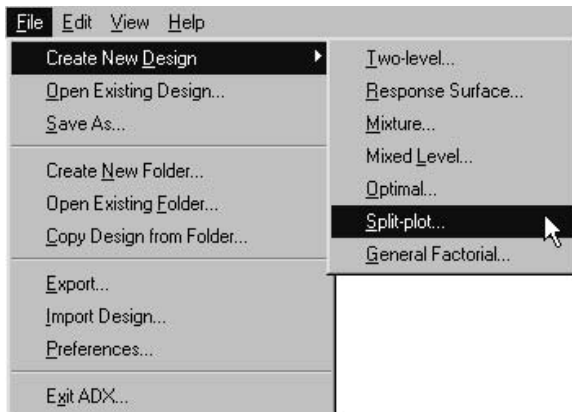 File Edit View Help
Create New Design
Open Existing Design...
Save As...
Create New Folder...
Open Existing Folder...
Copy Design from Folder...
Export...
Import Design...
Preferences...
Exit ADX...
Two-level...
Response Surface...
Mixture...
Mixed Level...
Optimal...
Split-plot...
General Factorial...